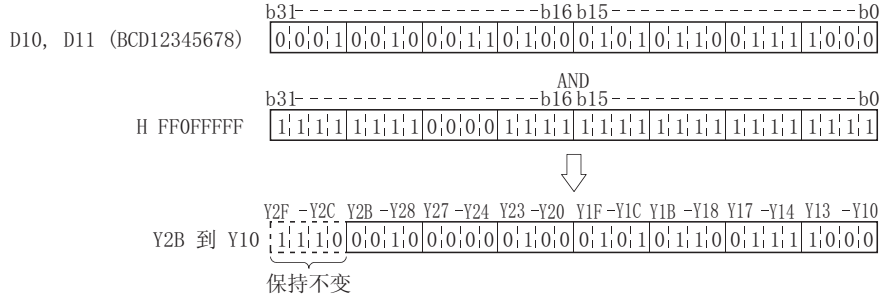 b31 b16 b15 b0
D10, D11 (BCD12345678) 0 0 0 1 0 0 1 0 0 0 1 1 0 1 0 0 0 1 0 1 0 1 1 0 0 1 1 1 1 0 0 0
AND
b31 b16 b15 b0
H FF0FFFFF 1 1 1 1 1 1 1 1 0 0 0 0 1 1 1 1 1 1 1 1 1 1 1 1 1 1 1 1 1 1 1 1
Y2F -Y2C Y2B -Y28 Y27 -Y24 Y23 -Y20 Y1F -Y1C Y1B -Y18 Y17 -Y14 Y13 -Y10
Y2B 到 Y10 1 1 1 0 0 0 1 0 0 0 0 0 0 1 0 0 0 1 0 1 0 1 1 0 0 1 1 1 1 0 0 0
保持不变